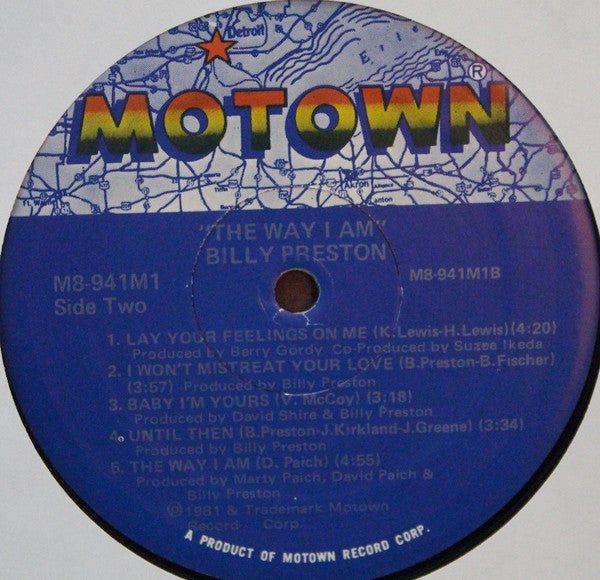 Detroit
Erie
®
MOTOWN
Akron
Canton
"THE WAY I AM"
BILLY PRESTON
M8-941M1
M8-941M1B
Side Two
1. LAY YOUR FEELINGS ON ME (K. Lewis-H. Lewis) (4:20)
Produced by Berry Gordy Co-Produced by Suzee Ikeda
2. I WON'T MISTREAT YOUR LOVE (B. Preston-B. Fischer)
(3:57) Produced by Billy Preston
3. BABY I'M YOURS (V. McCoy) (3:18)
Produced by David Shire & Billy Preston
4. UNTIL THEN (B. Preston-J. Kirkland-J. Greene) (3:34)
Produced by Billy Preston
5. THE WAY I AM (D. Paich) (4:55)
Produced by Marty Paich, David Paich &
Billy Preston
Ⓟ1981 & Trademark Motown
Record Corp.
A PRODUCT OF MOTOWN RECORD CORP.